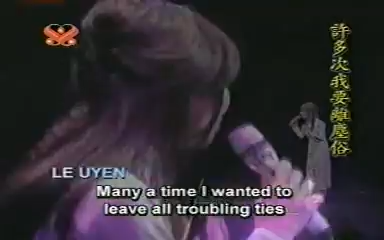 許多次我要離塵俗
LE UYEN
Many a time I wanted to
leave all troubling ties